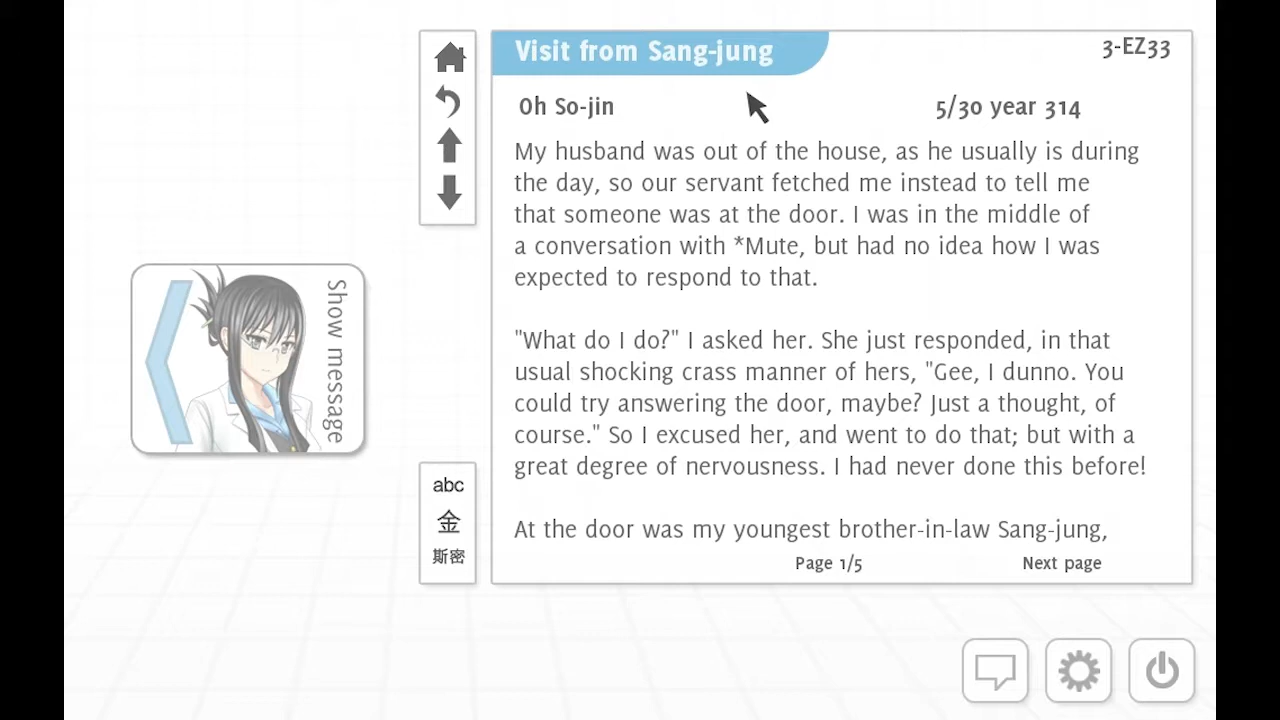 Visit from Sang-jung
3-EZ33
Oh So-jin
5/30 year 314
My husband was out of the house, as he usually is during
the day, so our servant fetched me instead to tell me
that someone was at the door. I was in the middle of
a conversation with *Mute, but had no idea how I was
expected to respond to that.
"What do I do?" I asked her. She just responded, in that
usual shocking crass manner of hers, "Gee, I dunno. You
could try answering the door, maybe? Just a thought, of
course." So I excused her, and went to do that; but with a
great degree of nervousness. I had never done this before!
At the door was my youngest brother-in-law Sang-jung,
Page 1/5
Next page
Show message
abc
金
斯密